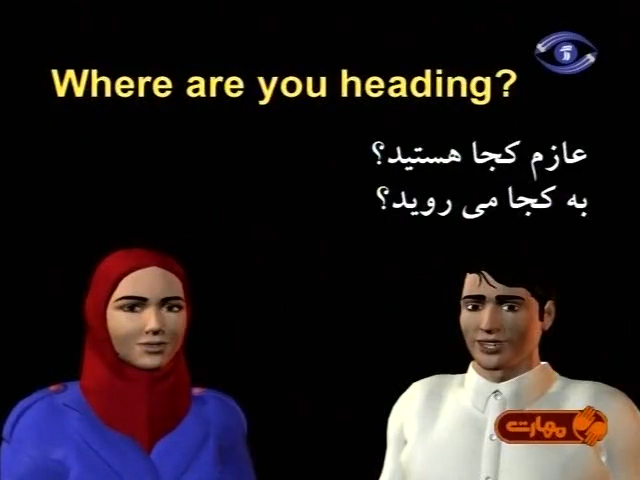 Where are you heading?
عازم کجا هستید؟
به کجا می روید؟
مهارت